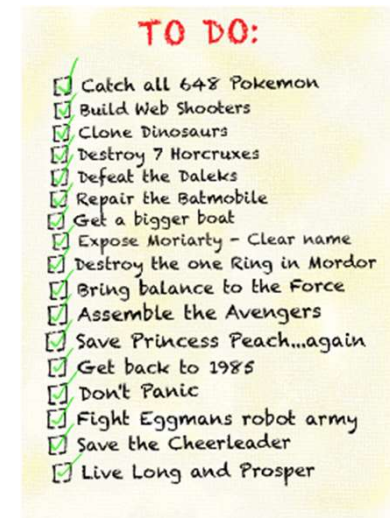 TO DO:
Catch all 648 Pokemon
Build Web Shooters
Clone Dinosaurs
Destroy 7 Horcruxes
Defeat the Daleks
Repair the Batmobile
Get a bigger boat
Expose Moriarty - Clear name
Destroy the one Ring in Mordor
Bring balance to the Force
Assemble the Avengers
Save Princess Peach...again
Get back to 1985
Don't Panic
Fight Eggmans robot army
Save the Cheerleader
Live Long and Prosper